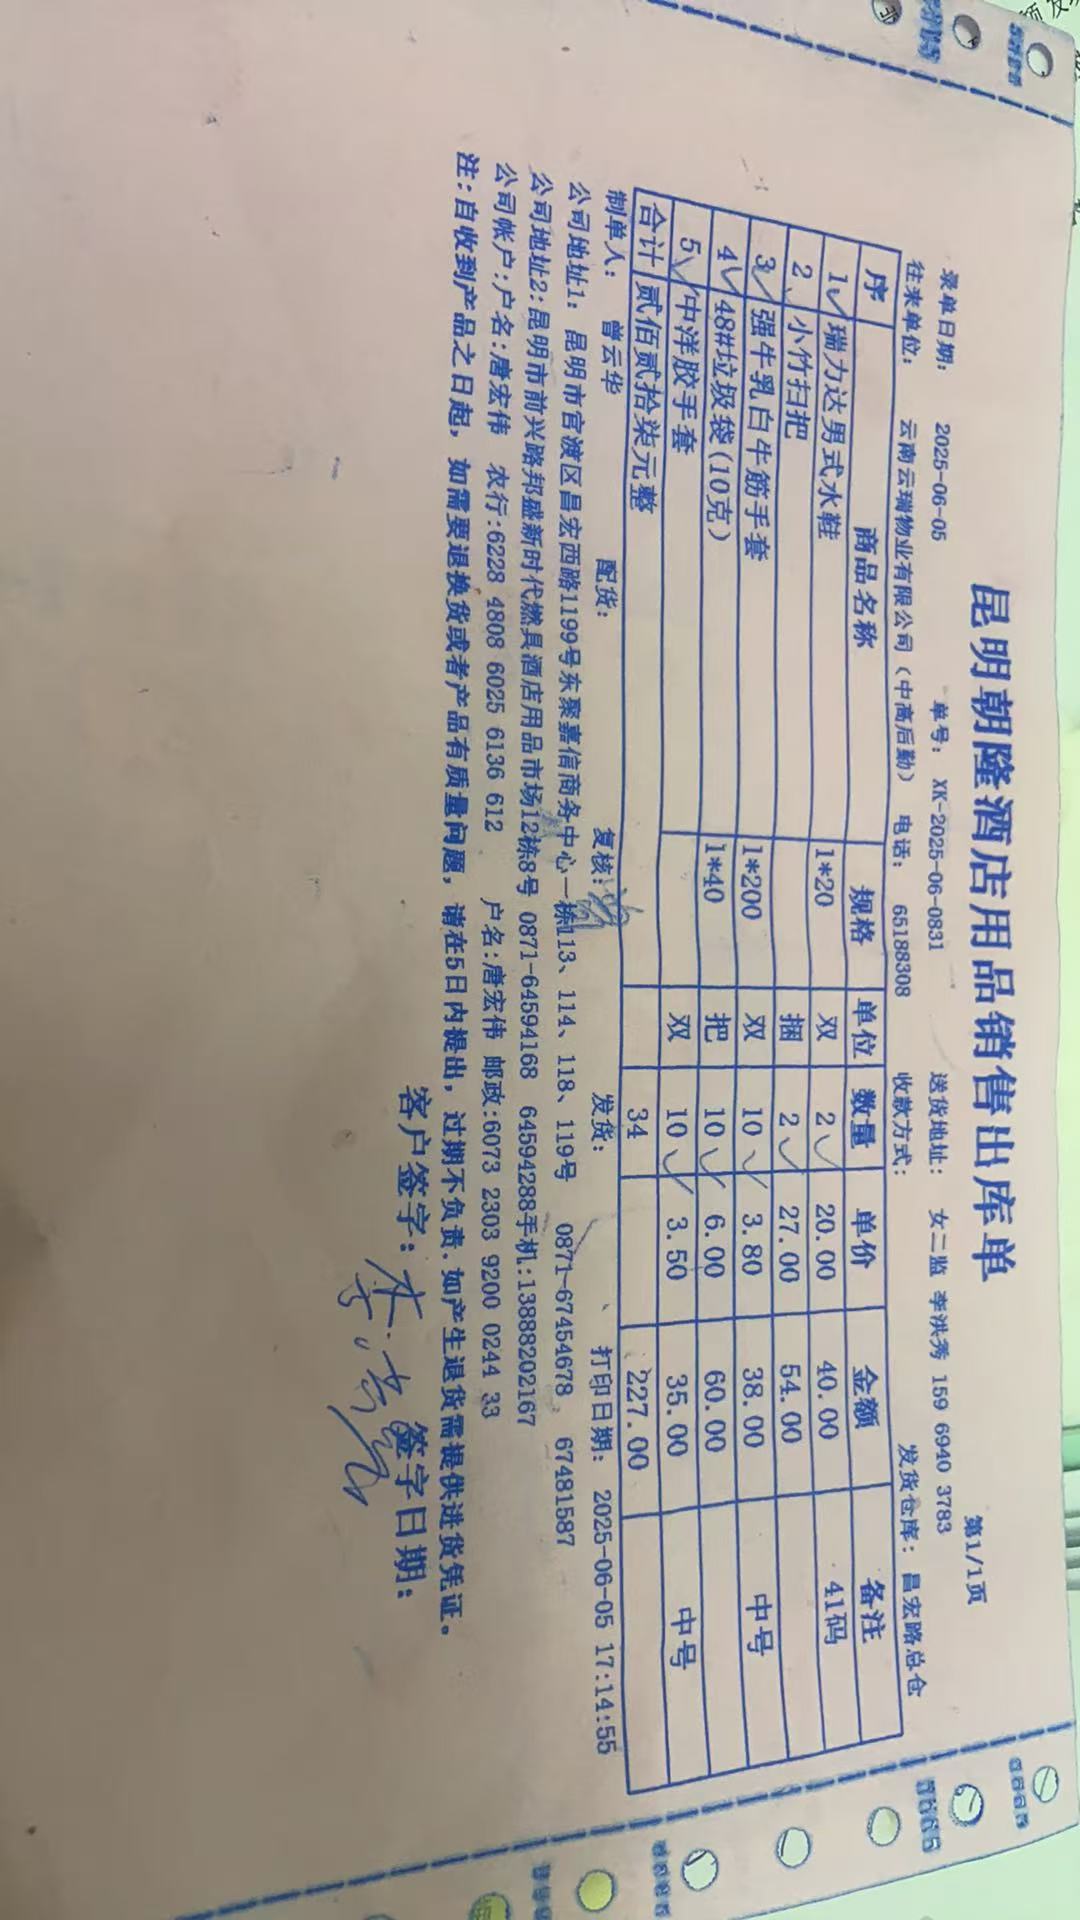 昆明朝隆酒店用品销售出库单
第1/1页
录单日期: 2025-06-05 单号: XK-2025-06-0831 送货地址: 女二监 李洪秀 159 6940 3783
往来单位: 云南云瑞物业有限公司(中高后勤) 电话: 65188308 收款方式: 发货仓库: 昌宏路总仓
序 商品名称 规格 单位 数量 单价 金额 备注
1 瑞力达男式水鞋 1*20 双 2 20.00 40.00 41码
2 小竹扫把 捆 2 27.00 54.00
3 强牛乳白牛筋手套 1*200 双 10 3.80 38.00 中号
4 48#垃圾袋(10克) 1*40 把 10 6.00 60.00
5 中洋胶手套 双 10 3.50 35.00 中号
合计 贰佰贰拾柒元整 34 227.00
制单人: 曾云华 配货: 复核: 发货: 打印日期: 2025-06-05 17:14:55
公司地址1: 昆明市官渡区昌宏西路1199号东聚嘉信商务中心一栋113、114、118、119号 0871-67454678、67481587
公司地址2:昆明市前兴路邦盛新时代燃具酒店用品市场12栋8号 0871-64594168 64594288手机:13888202167
公司帐户:户名:唐宏伟 农行:6228 4808 6025 6136 612 户名:唐宏伟 邮政:6073 2303 9200 0244 33
注:自收到产品之日起，如需要退换货或者产品有质量问题，请在5日内提出，过期不负责.如产生退货需提供进货凭证。
客户签字: 签字日期: